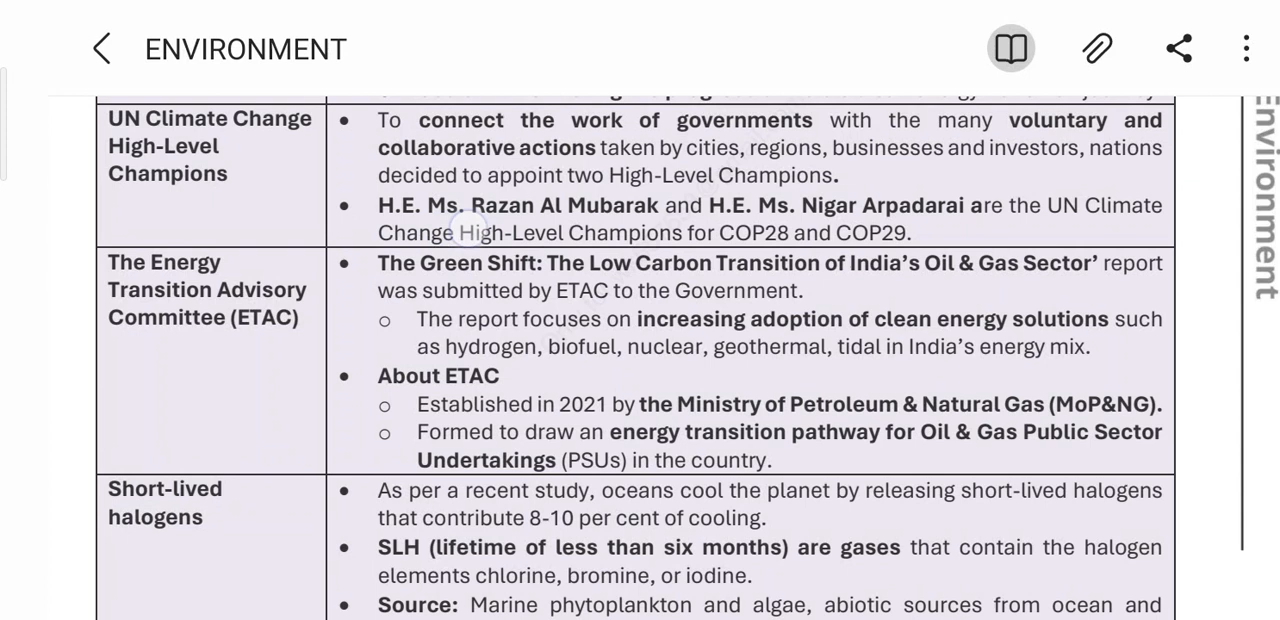 ENVIRONMENT
UN Climate Change
High-Level
Champions
• To connect the work of governments with the many voluntary and
collaborative actions taken by cities, regions, businesses and investors, nations
decided to appoint two High-Level Champions.
• H.E. Ms. Razan Al Mubarak and H.E. Ms. Nigar Arpadarai are the UN Climate
Change High-Level Champions for COP28 and COP29.
The Energy
Transition Advisory
Committee (ETAC)
• The Green Shift: The Low Carbon Transition of India’s Oil & Gas Sector’ report
was submitted by ETAC to the Government.
o The report focuses on increasing adoption of clean energy solutions such
as hydrogen, biofuel, nuclear, geothermal, tidal in India’s energy mix.
• About ETAC
o Established in 2021 by the Ministry of Petroleum & Natural Gas (MoP&NG).
o Formed to draw an energy transition pathway for Oil & Gas Public Sector
Undertakings (PSUs) in the country.
Short-lived
halogens
• As per a recent study, oceans cool the planet by releasing short-lived halogens
that contribute 8-10 per cent of cooling.
• SLH (lifetime of less than six months) are gases that contain the halogen
elements chlorine, bromine, or iodine.
• Source: Marine phytoplankton and algae, abiotic sources from ocean and
Environment